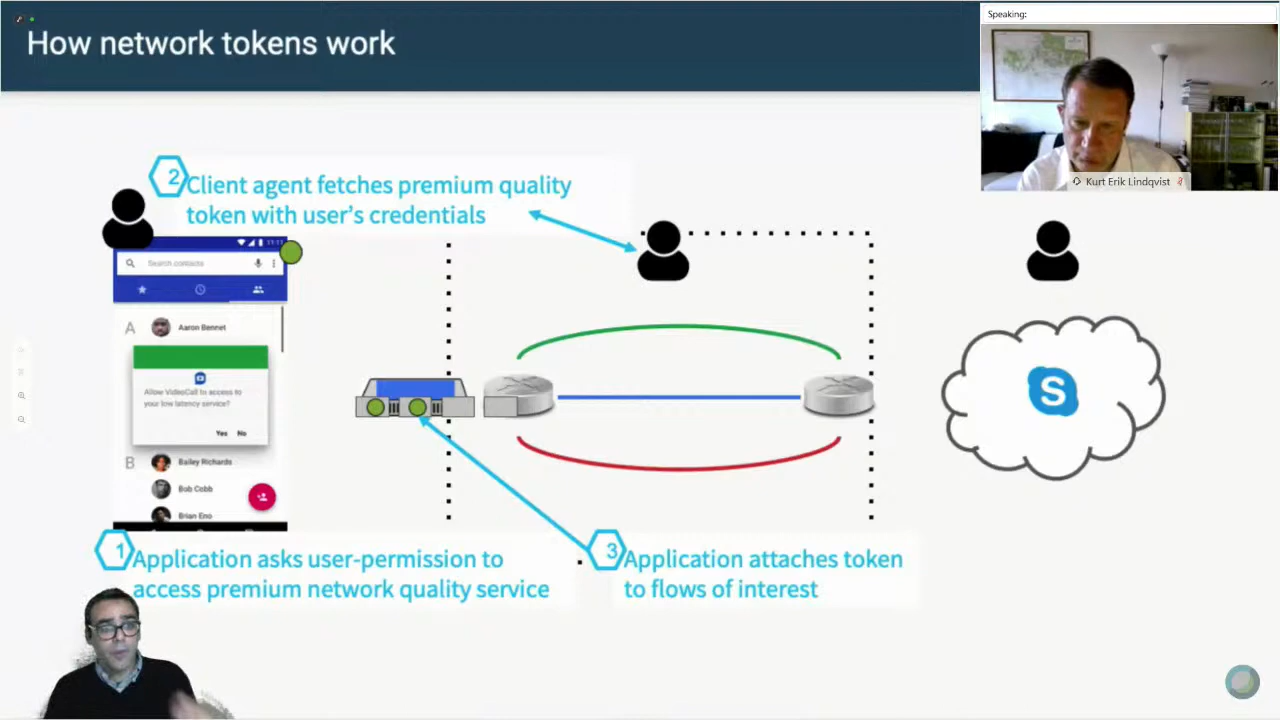 How network tokens work
Speaking:
Kurt Erik Lindqvist
2
Client agent fetches premium quality
token with user's credentials
11:11
Search contacts
A
Aaron Bennet
Allow VideoCall to access to
your low latency service?
Yes No
B
Bailey Richards
Bob Cobb
Brian Eno
S
1
Application asks user-permission to
access premium network quality service
3
Application attaches token
to flows of interest